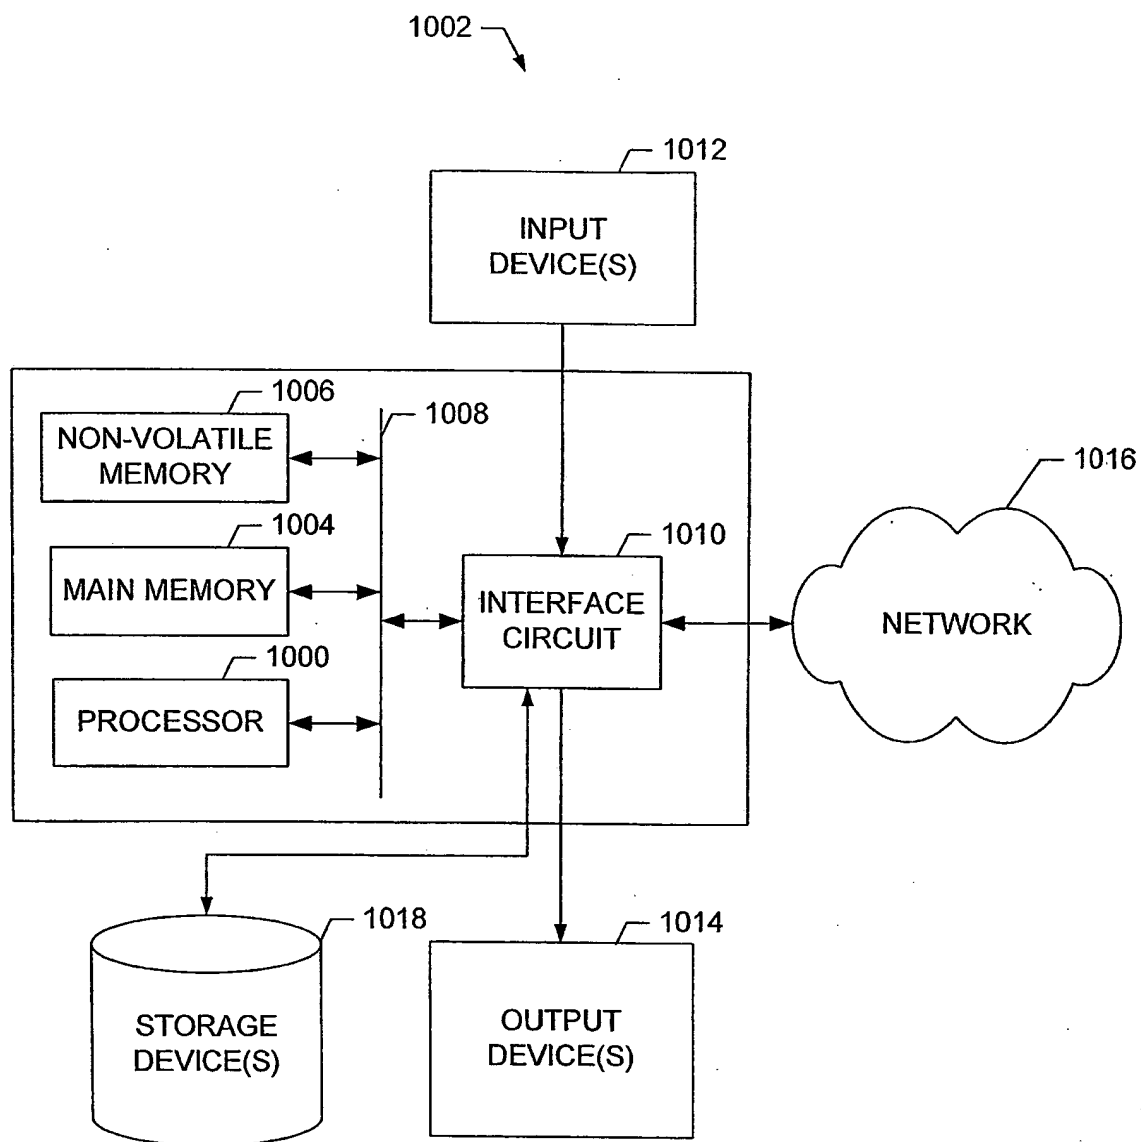 1002
1012
INPUT
DEVICE(S)
1006
NON-VOLATILE
MEMORY
1008
1004
MAIN MEMORY
1010
INTERFACE
CIRCUIT
1016
NETWORK
1000
PROCESSOR
1018
STORAGE
DEVICE(S)
1014
OUTPUT
DEVICE(S)